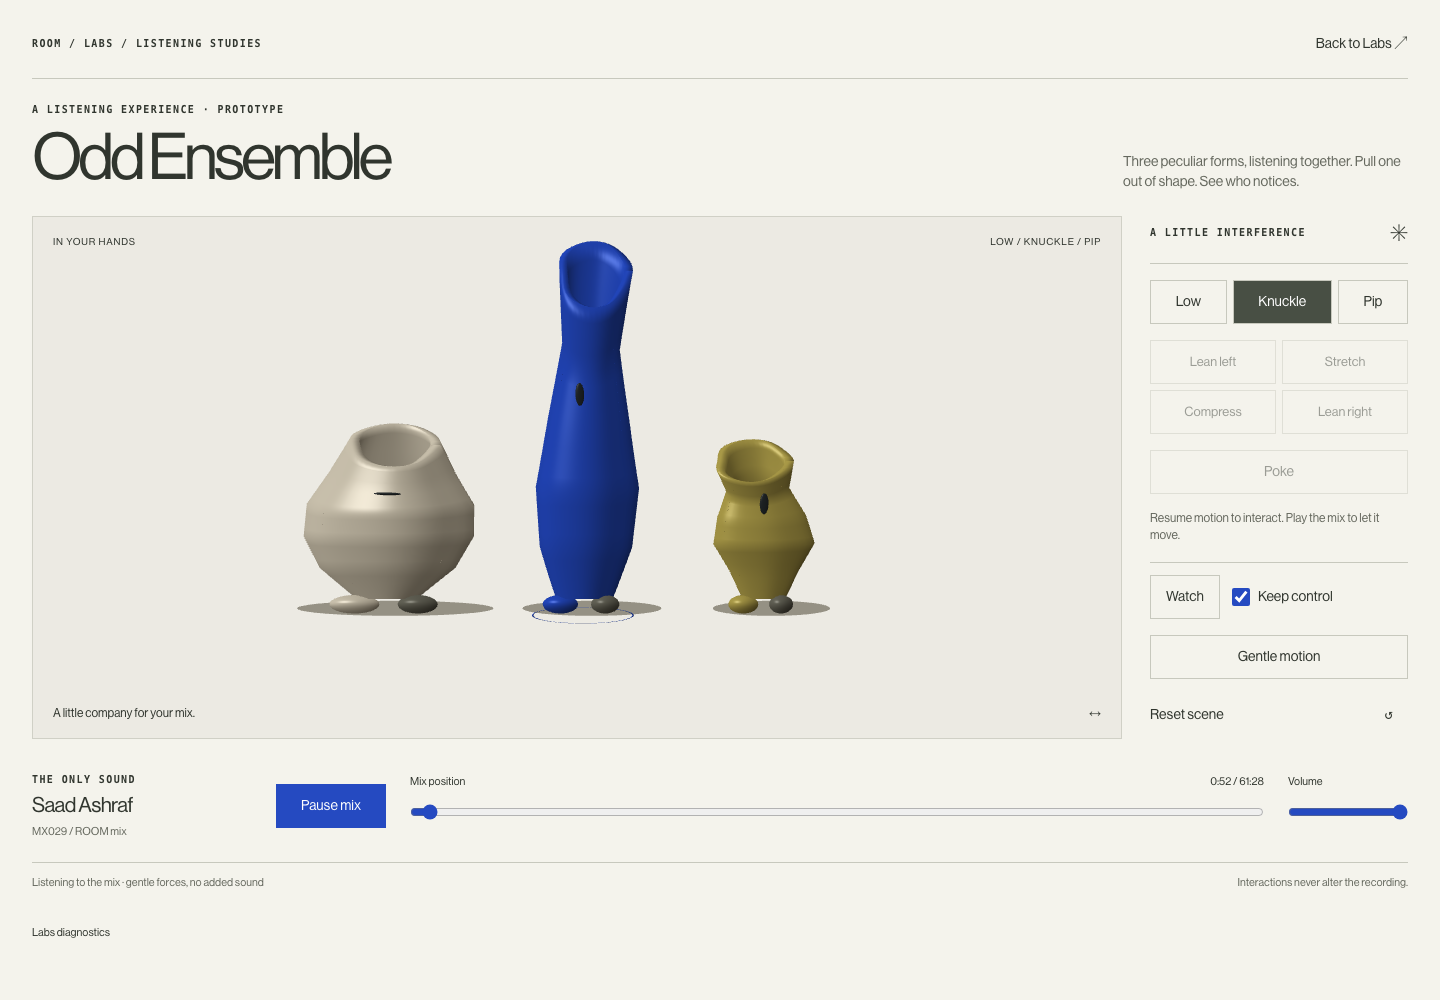 ROOM / LABS / LISTENING STUDIES
Back to Labs ↗
A LISTENING EXPERIENCE · PROTOTYPE
Odd Ensemble
Three peculiar forms, listening together. Pull one
out of shape. See who notices.
IN YOUR HANDS
LOW / KNUCKLE / PIP
A little company for your mix.
↔
A LITTLE INTERFERENCE
Low
Knuckle
Pip
Lean left
Stretch
Compress
Lean right
Poke
Resume motion to interact. Play the mix to let it
move.
Watch
Keep control
Gentle motion
Reset scene ↺
THE ONLY SOUND
Saad Ashraf
MX029 / ROOM mix
Pause mix
Mix position
0:52 / 61:28
Volume
Listening to the mix · gentle forces, no added sound
Interactions never alter the recording.
Labs diagnostics